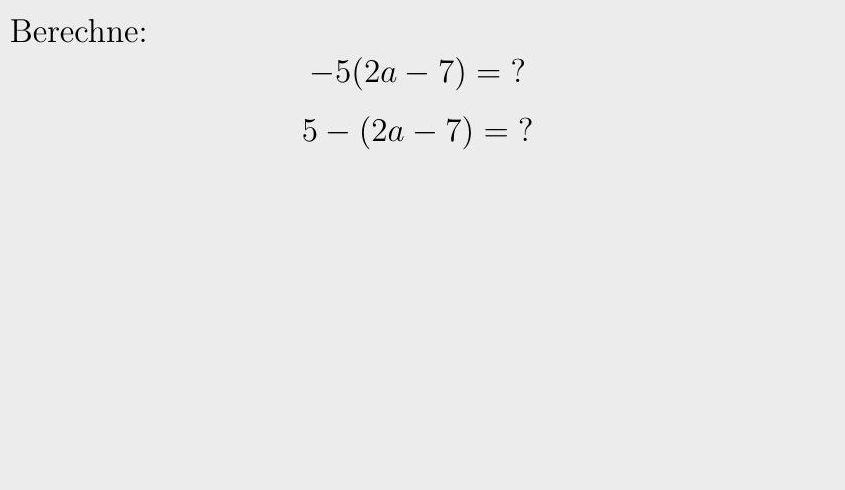 Berechne:
−5(2a − 7) = ?
5 − (2a − 7) = ?